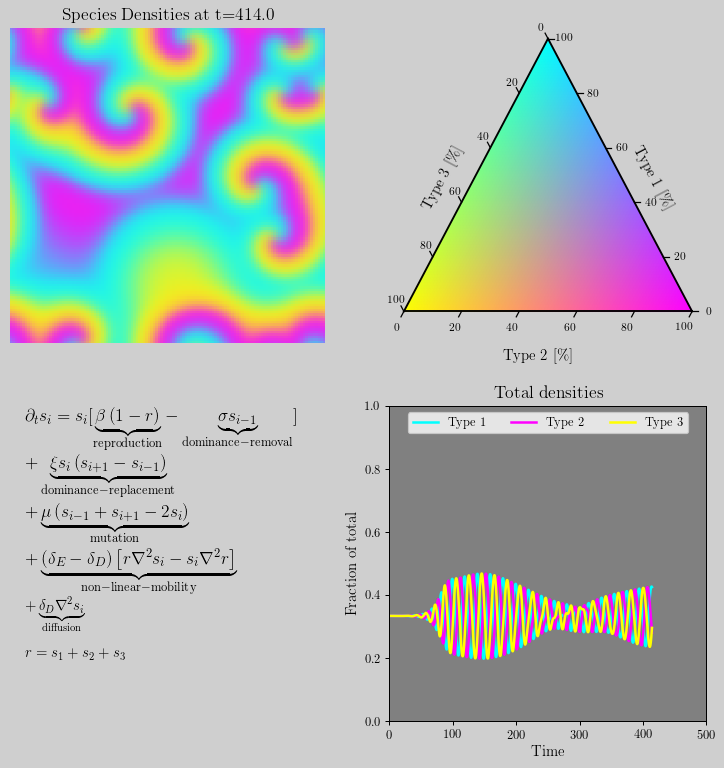 Species Densities at t=414.0
0
100
20
80
40
60
Type 3 [%]
Type 1 [%]
60
40
80
20
100
0
0 20 40 60 80 100
Type 2 [%]
∂ₜsᵢ = sᵢ[β (1 − r) − σsᵢ₋₁ ]
reproduction dominance−removal
+ ξsᵢ (sᵢ₊₁ − sᵢ₋₁)
dominance−replacement
+ μ (sᵢ₋₁ + sᵢ₊₁ − 2sᵢ)
mutation
+ (δ_E − δ_D) [r∇²sᵢ − sᵢ∇²r]
non−linear−mobility
+ δ_D∇²sᵢ
diffusion
r = s₁ + s₂ + s₃
Total densities
Type 1 Type 2 Type 3
1.0
0.8
0.6
0.4
0.2
0.0
Fraction of total
0 100 200 300 400 500
Time